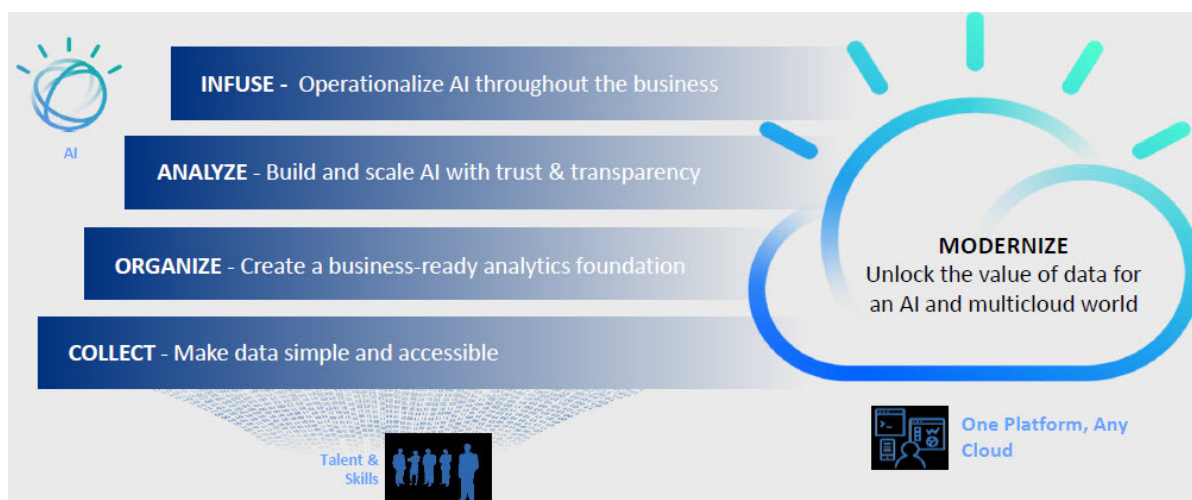 INFUSE - Operationalize AI throughout the business
AI
ANALYZE - Build and scale AI with trust & transparency
ORGANIZE - Create a business-ready analytics foundation
COLLECT - Make data simple and accessible
MODERNIZE
Unlock the value of data for
an AI and multicloud world
Talent &
Skills
One Platform, Any
Cloud